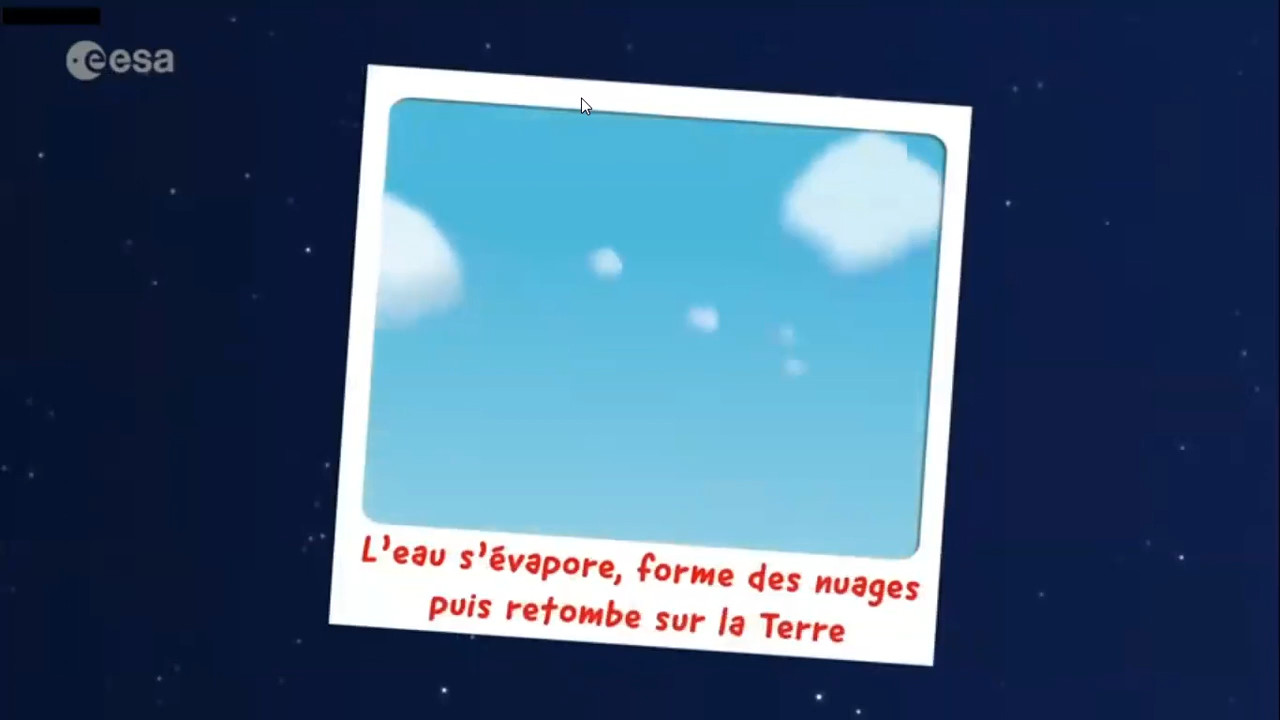 esa
L'eau s'évapore, forme des nuages
puis retombe sur la Terre